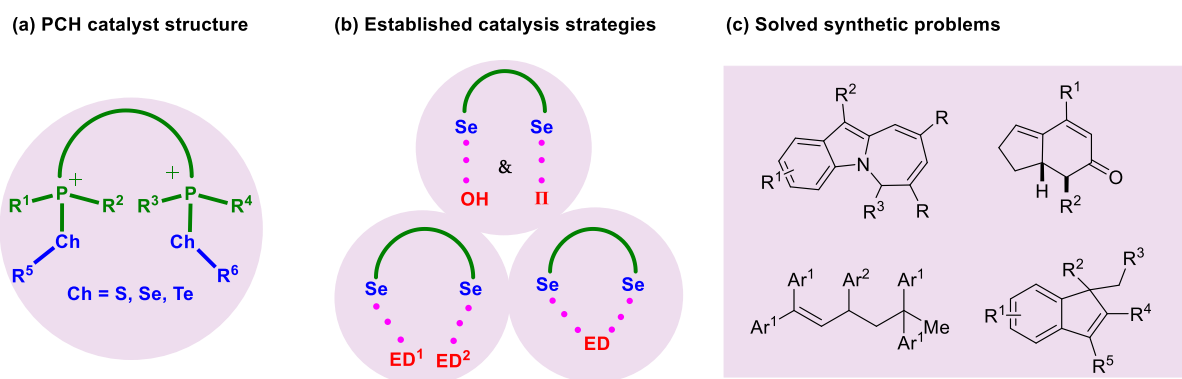 (a) PCH catalyst structure
P+ P+
R¹ R² R³ R⁴
Ch Ch
R⁵ R⁶
Ch = S, Se, Te
(b) Established catalysis strategies
Se Se
&
OH Π
Se Se
ED¹ ED²
Se Se
ED
(c) Solved synthetic problems
R² R
N
R¹
R³ R
R¹
O
H
R²
Ar¹ Ar² Ar¹
Ar¹ Me
Ar¹
R³
R²
R¹ R⁴
R⁵